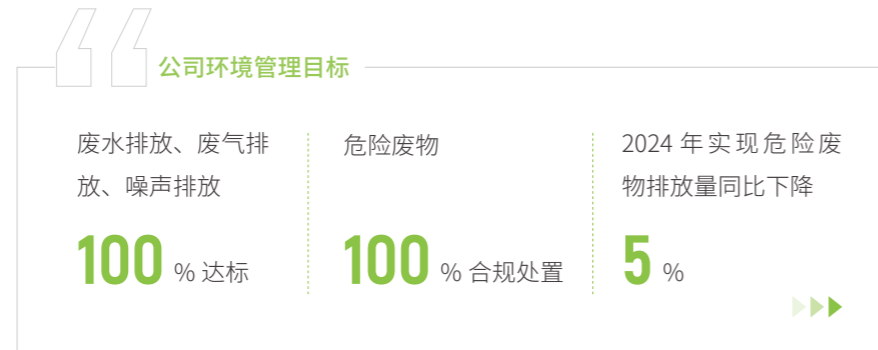 公司环境管理目标
废水排放、废气排
放、噪声排放
100 % 达标
危险废物
100 % 合规处置
2024 年实现危险废
物排放量同比下降
5 %